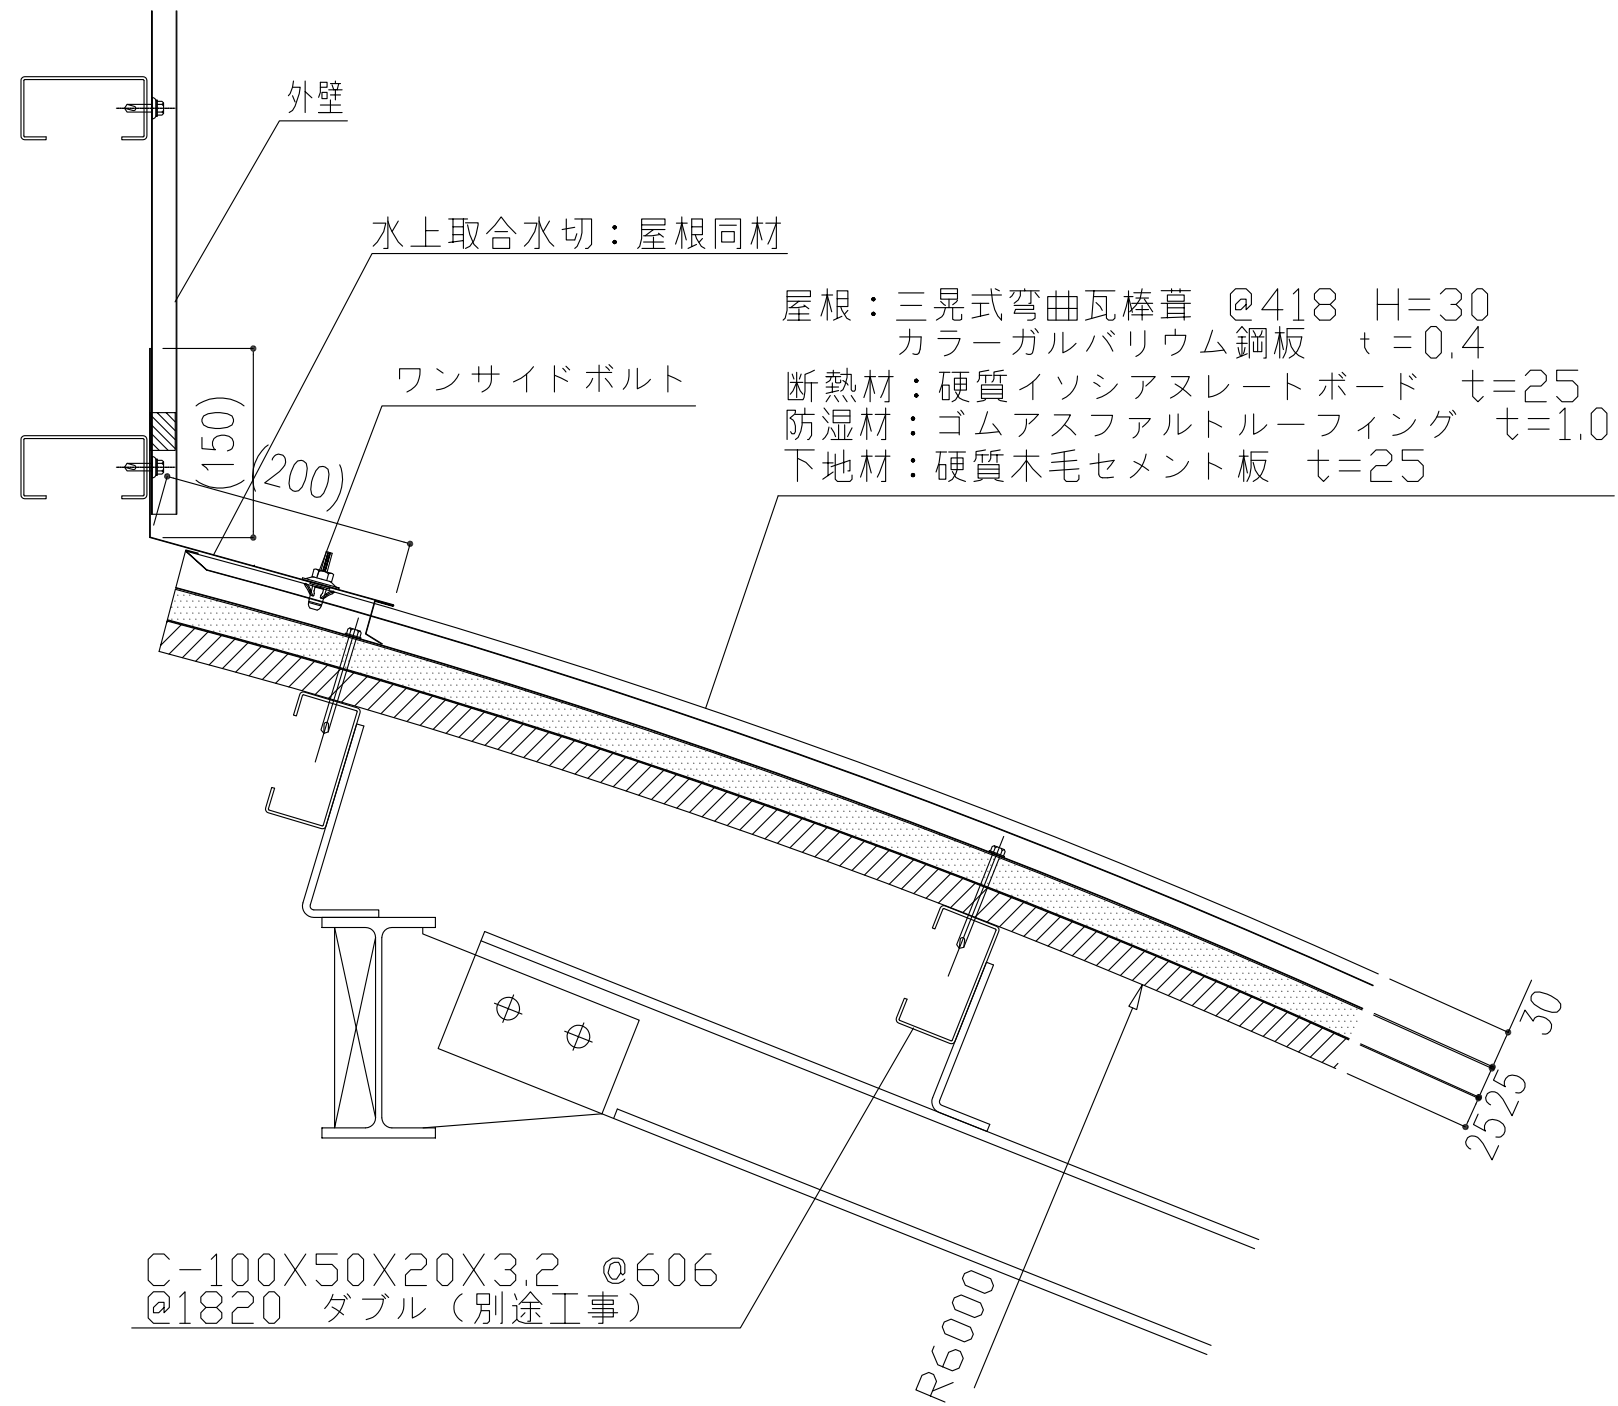 外壁
水上取合水切：屋根同材
屋根：三晃式弯曲瓦棒葺　@418　H=30
カラーガルバリウム鋼板　t=0.4
ワンサイドボルト
断熱材：硬質イソシアヌレートボード　t=25
防湿材：ゴムアスファルトルーフィング　t=1.0
下地材：硬質木毛セメント板　t=25
(150)
(200)
30
25
25
C-100X50X20X3.2　@606
@1820　ダブル（別途工事）
R6000